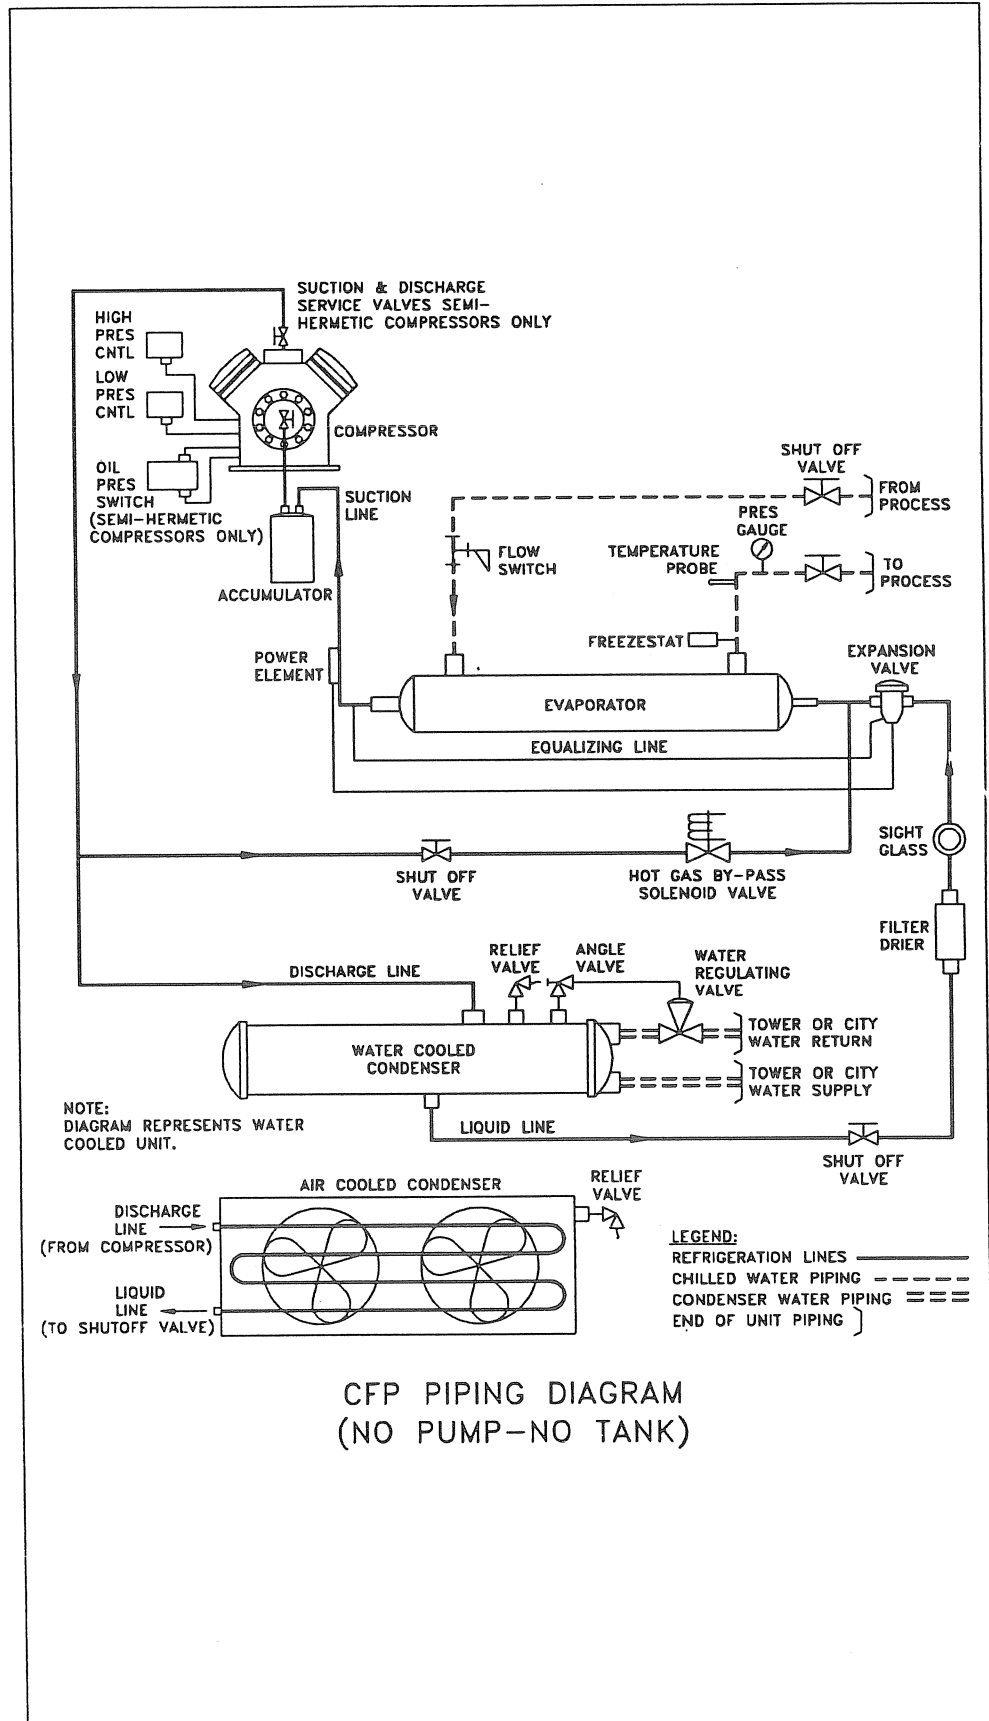 SUCTION & DISCHARGE
SERVICE VALVES SEMI-
HERMETIC COMPRESSORS ONLY
HIGH
PRES
CNTL
LOW
PRES
CNTL
COMPRESSOR
OIL
PRES
SWITCH
(SEMI-HERMETIC
COMPRESSORS ONLY)
SUCTION
LINE
ACCUMULATOR
SHUT OFF
VALVE
FROM
PROCESS
PRES
GAUGE
FLOW
SWITCH
TEMPERATURE
PROBE
TO
PROCESS
FREEZESTAT
POWER
ELEMENT
EXPANSION
VALVE
EVAPORATOR
EQUALIZING LINE
SIGHT
GLASS
SHUT OFF
VALVE
HOT GAS BY-PASS
SOLENOID VALVE
FILTER
DRIER
DISCHARGE LINE
RELIEF
VALVE
ANGLE
VALVE
WATER
REGULATING
VALVE
TOWER OR CITY
WATER RETURN
WATER COOLED
CONDENSER
TOWER OR CITY
WATER SUPPLY
NOTE:
DIAGRAM REPRESENTS WATER
COOLED UNIT.
LIQUID LINE
SHUT OFF
VALVE
AIR COOLED CONDENSER
RELIEF
VALVE
DISCHARGE
LINE
(FROM COMPRESSOR)
LIQUID
LINE
(TO SHUTOFF VALVE)
LEGEND:
REFRIGERATION LINES
CHILLED WATER PIPING
CONDENSER WATER PIPING
END OF UNIT PIPING
CFP PIPING DIAGRAM
(NO PUMP-NO TANK)